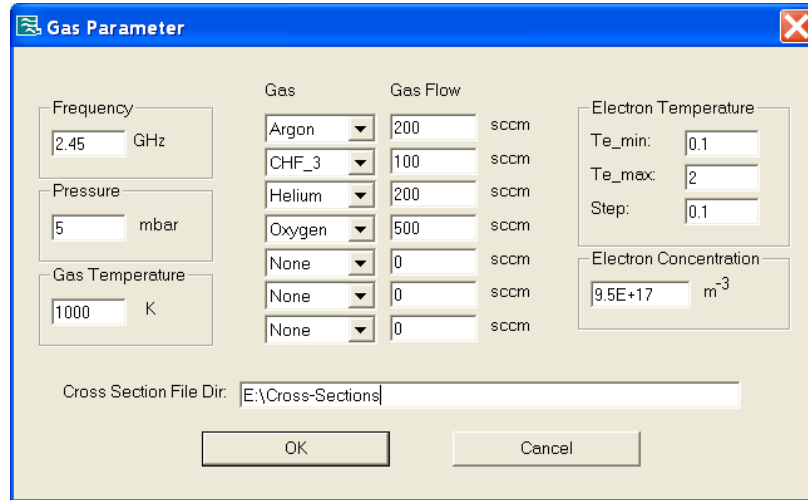 Gas Parameter
Gas Gas Flow
Frequency
2.45 GHz
Pressure
5 mbar
Gas Temperature
1000 K
Argon 200 sccm
CHF_3 100 sccm
Helium 200 sccm
Oxygen 500 sccm
None 0 sccm
None 0 sccm
None 0 sccm
Electron Temperature
Te_min: 0.1
Te_max: 2
Step: 0.1
Electron Concentration
9.5E+17 m⁻³
Cross Section File Dir: E:\Cross-Sections
OK Cancel